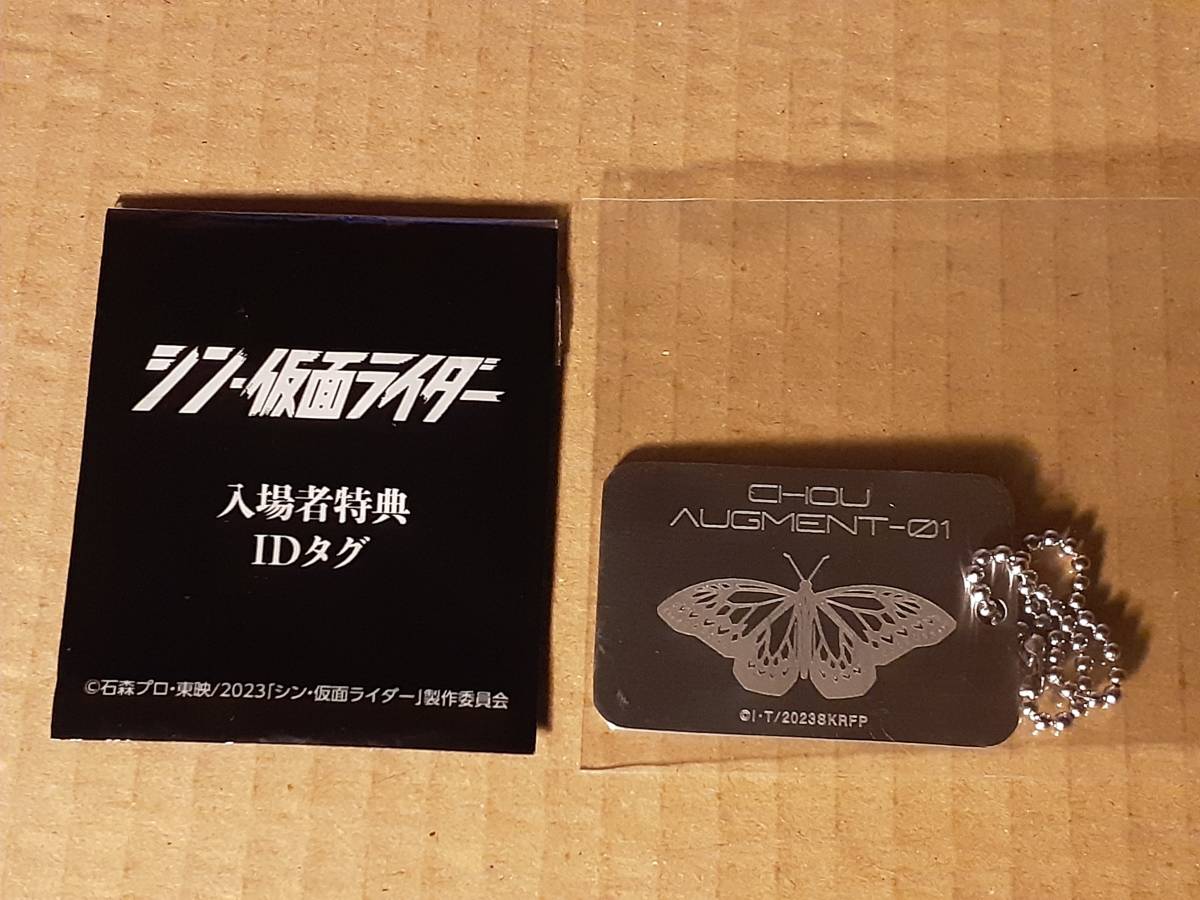 シン・仮面ライダー
入場者特典
IDタグ
©石森プロ・東映/2023「シン・仮面ライダー」製作委員会
CHOU
AUGMENT-01
©I・T/2023SKRFP